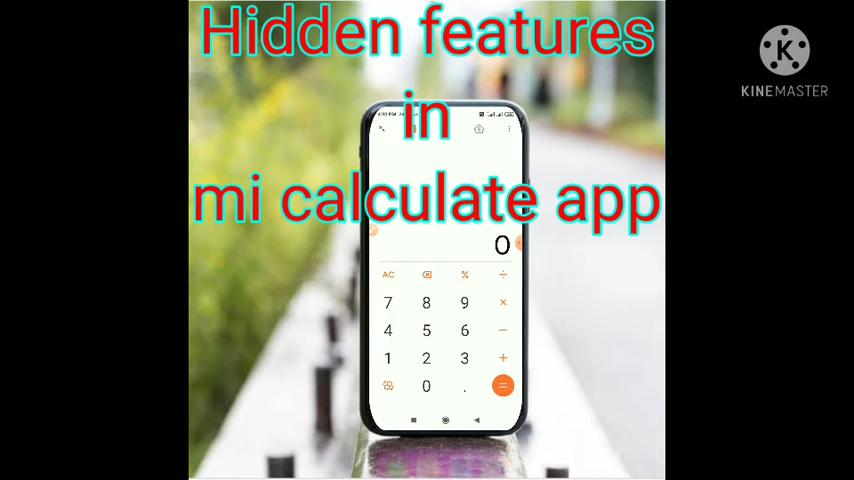 Hidden features
in
mi calculate app
KINEMASTER
0
AC %  ÷
7 8 9 ×
4 5 6 −
1 2 3 +
0 . =